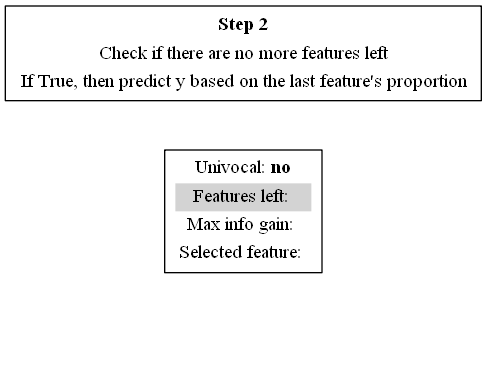 Step 2
Check if there are no more features left
If True, then predict y based on the last feature's proportion
Univocal: no
Features left:
Max info gain:
Selected feature: